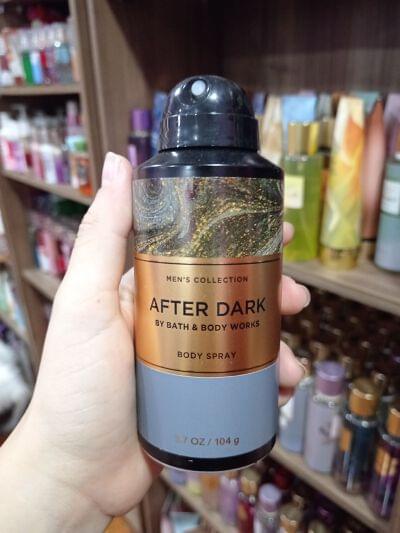 MEN'S COLLECTION
AFTER DARK
BY BATH & BODY WORKS
BODY SPRAY
3.7 OZ / 104 g